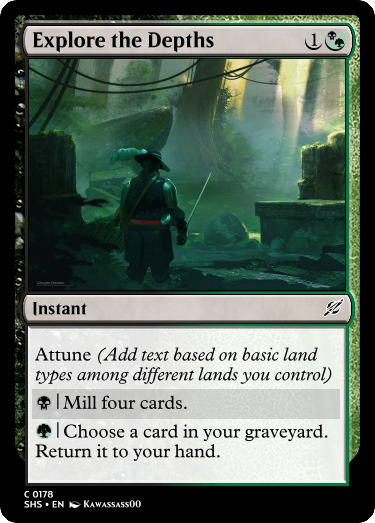 Explore the Depths 1
Instant
Attune (Add text based on basic land
types among different lands you control)
| Mill four cards.
| Choose a card in your graveyard.
Return it to your hand.
C 0178
SHS • EN Kawassass00